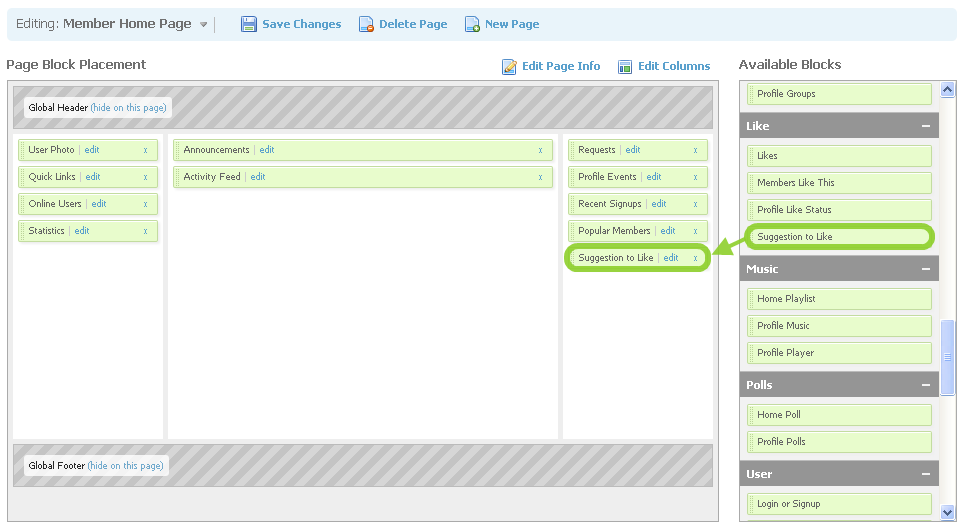 Editing: Member Home Page
Save Changes
Delete Page
New Page
Page Block Placement
Edit Page Info
Edit Columns
Global Header (hide on this page)
User Photo | edit x
Quick Links | edit x
Online Users | edit x
Statistics | edit x
Announcements | edit x
Activity Feed | edit x
Requests | edit x
Profile Events | edit x
Recent Signups | edit x
Popular Members | edit x
Suggestion to Like | edit x
Global Footer (hide on this page)
Available Blocks
Profile Groups
Like
Likes
Members Like This
Profile Like Status
Suggestion to Like
Music
Home Playlist
Profile Music
Profile Player
Polls
Home Poll
Profile Polls
User
Login or Signup